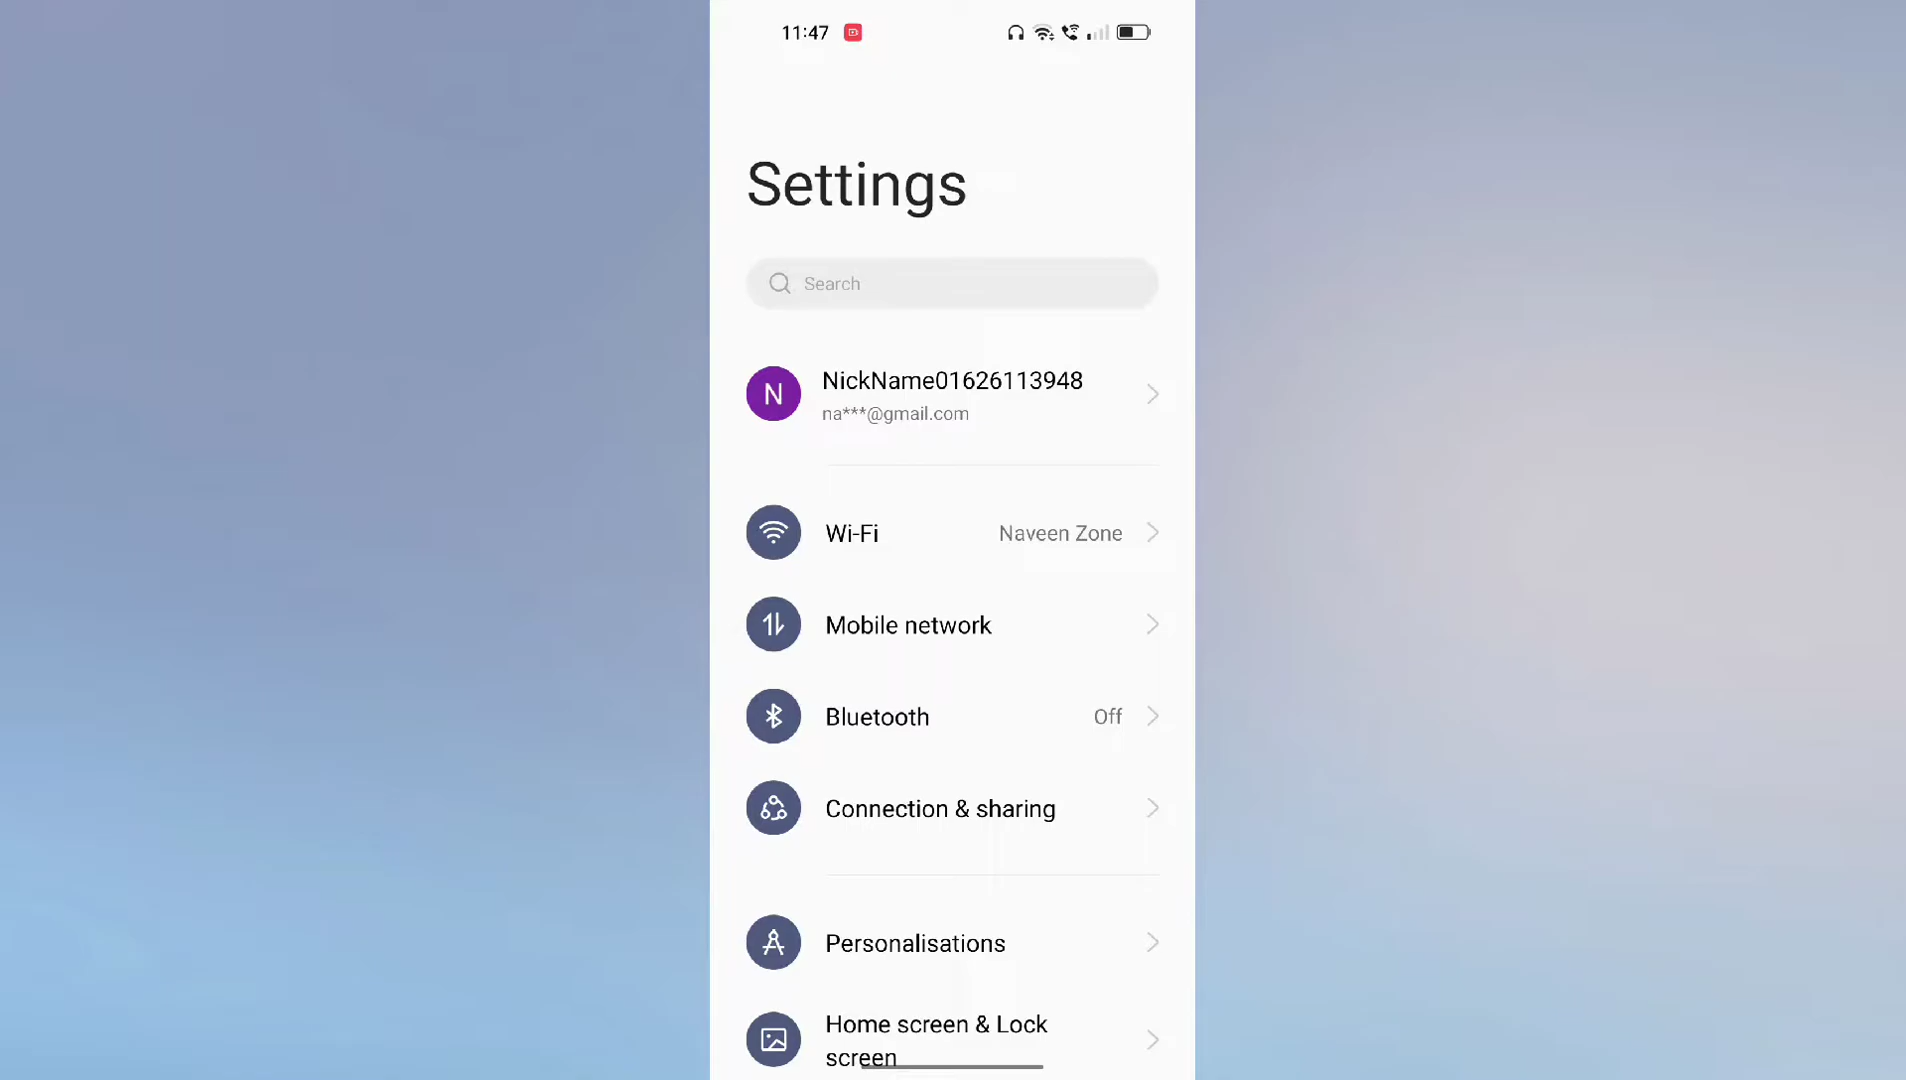 11:47
Settings
Search
N
NickName01626113948
na***@gmail.com
Wi-Fi Naveen Zone
Mobile network
Bluetooth Off
Connection & sharing
Personalisations
Home screen & Lock
screen